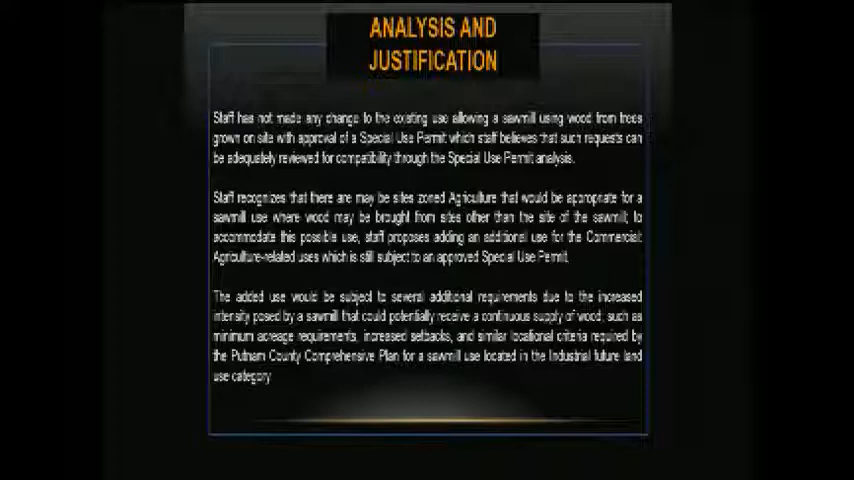 ANALYSIS AND
JUSTIFICATION
Staff has not made any change to the existing use allowing a sawmill using wood from trees
grown on site with approval of a Special Use Permit which staff believes that such requests can
be adequately reviewed for compatibility through the Special Use Permit analysis.
Staff recognizes that there are may be sites zoned Agriculture that would be appropriate for a
sawmill use where wood may be brought from sites other than the site of the sawmill; to
accommodate this possible use, staff proposes adding an additional use for the Commercial:
Agriculture-related uses which is still subject to an approved Special Use Permit.
The added use would be subject to several additional requirements due to the increased
intensity posed by a sawmill that could potentially receive a continuous supply of wood; such as
minimum acreage requirements, increased setbacks, and similar locational criteria required by
the Putnam County Comprehensive Plan for a sawmill use located in the Industrial future land
use category